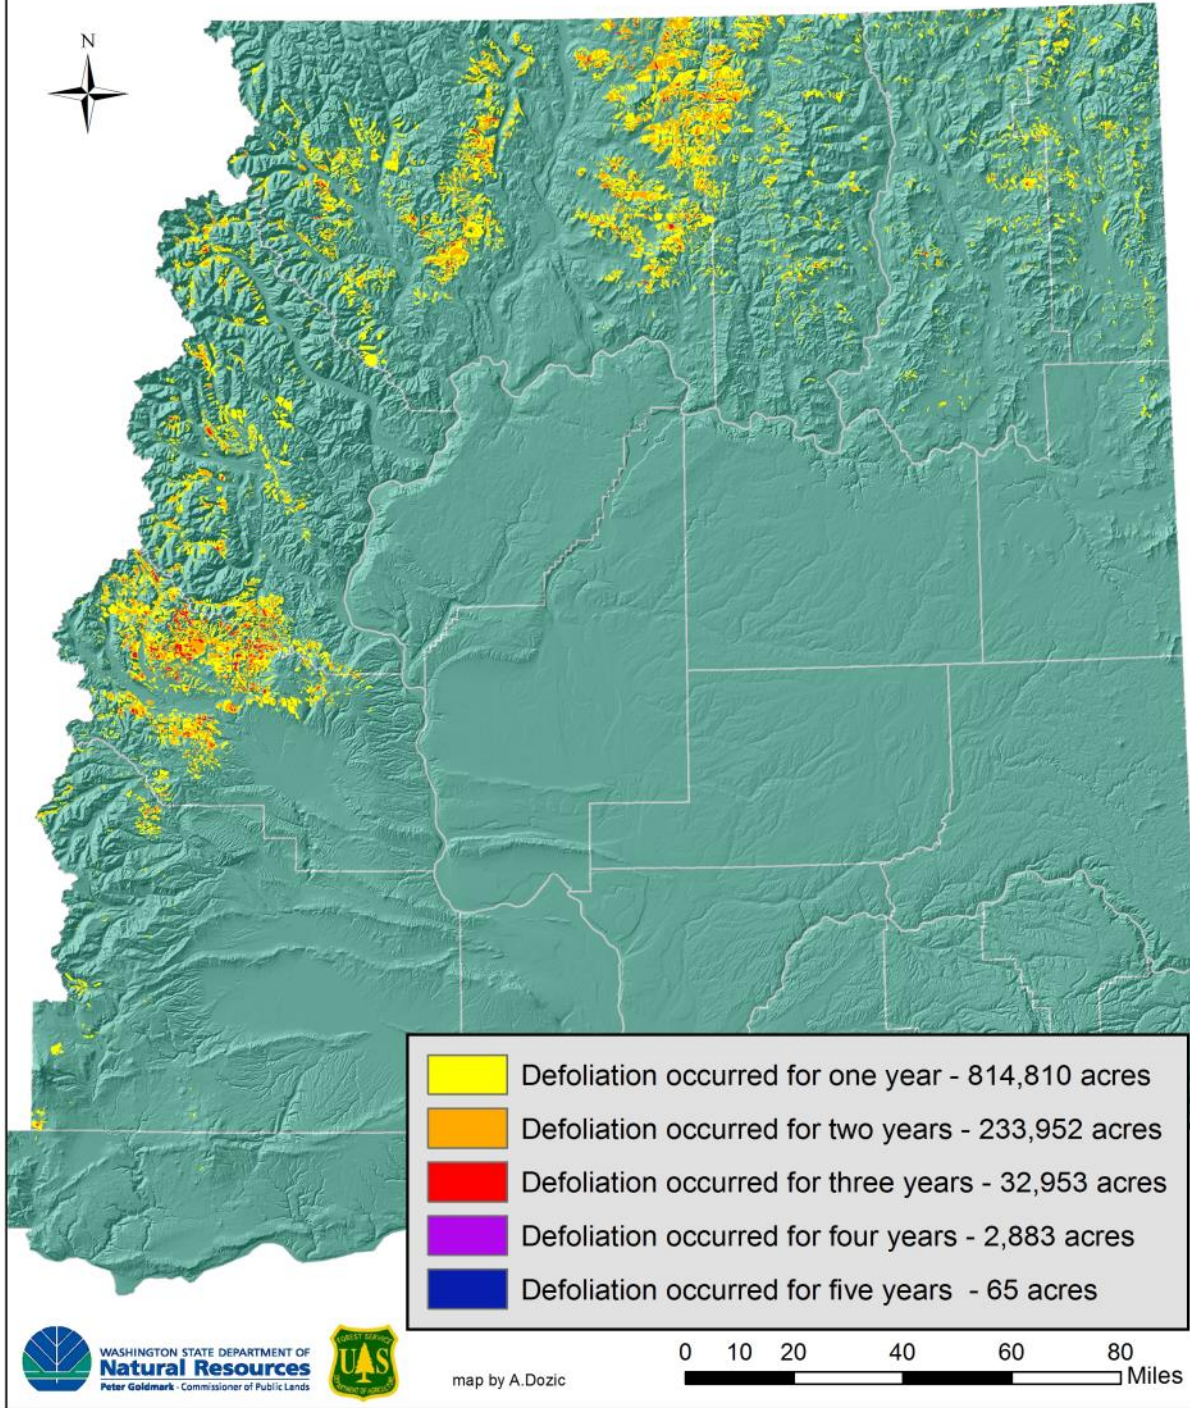 N
Defoliation occurred for one year - 814,810 acres
Defoliation occurred for two years - 233,952 acres
Defoliation occurred for three years - 32,953 acres
Defoliation occurred for four years - 2,883 acres
Defoliation occurred for five years - 65 acres
WASHINGTON STATE DEPARTMENT OF
Natural Resources
Peter Goldmark - Commissioner of Public Lands
FOREST SERVICE
U S
DEPARTMENT OF AGRICULTURE
map by A.Dozic
0 10 20 40 60 80
Miles